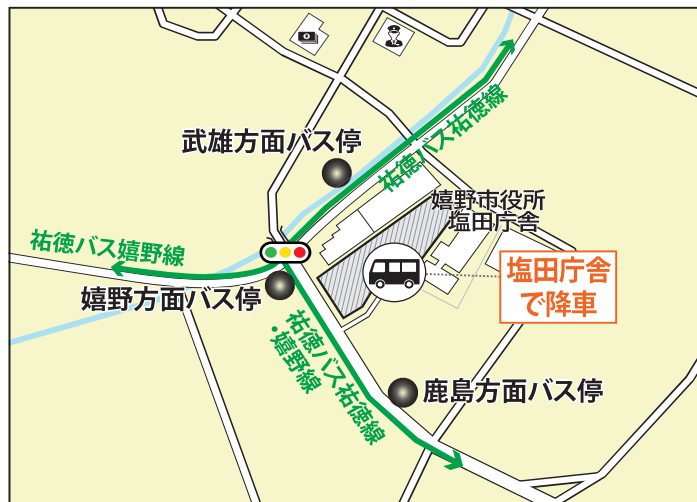 武雄方面バス停
祐徳バス祐徳線
嬉野市役所
塩田庁舎
祐徳バス嬉野線
塩田庁舎
で降車
嬉野方面バス停
祐徳バス祐徳線
・嬉野線
鹿島方面バス停